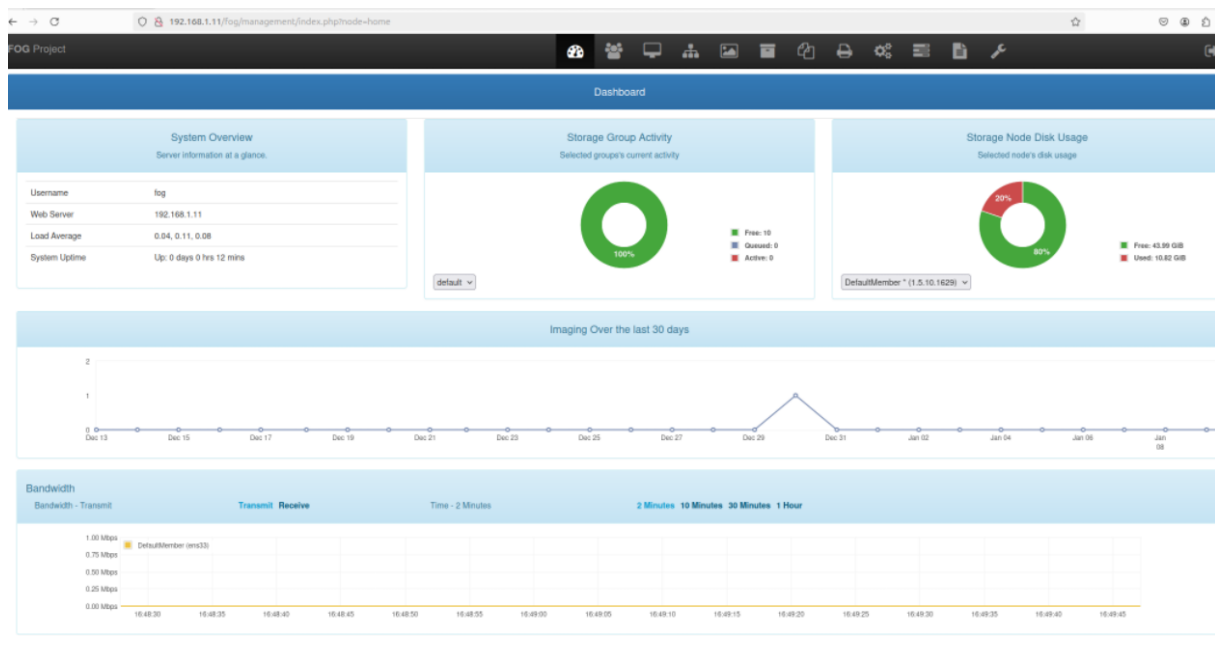 192.168.1.11/fog/management/index.php?node=home
FOG Project
Dashboard
System Overview
Server information at a glance.
Username fog
Web Server 192.168.1.11
Load Average 0.04, 0.11, 0.08
System Uptime Up: 0 days 0 hrs 12 mins
Storage Group Activity
Selected groups's current activity
100%
Free: 10
Queued: 0
Active: 0
default
Storage Node Disk Usage
Selected node's disk usage
20%
80%
Free: 43.99 GiB
Used: 10.82 GiB
DefaultMember * (1.5.10.1629)
Imaging Over the last 30 days
2
1
0
Dec 13 Dec 15 Dec 17 Dec 19 Dec 21 Dec 23 Dec 25 Dec 27 Dec 29 Dec 31 Jan 02 Jan 04 Jan 06 Jan 08
Bandwidth
Bandwidth - Transmit Transmit Receive Time - 2 Minutes 2 Minutes 10 Minutes 30 Minutes 1 Hour
1.00 Mbps
DefaultMember (ens33)
0.75 Mbps
0.50 Mbps
0.25 Mbps
0.00 Mbps
16:48:30 16:48:35 16:48:40 16:48:45 16:48:50 16:48:55 16:49:00 16:49:05 16:49:10 16:49:15 16:49:20 16:49:25 16:49:30 16:49:35 16:49:40 16:49:45